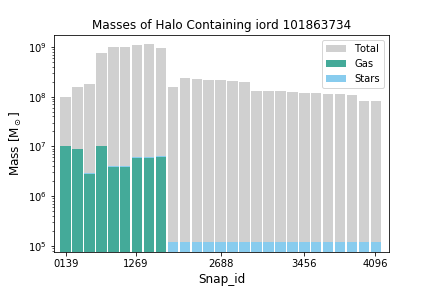 Masses of Halo Containing iord 101863734
Total
Gas
Stars
Mass [M⊙]
10⁹
10⁸
10⁷
10⁶
10⁵
0139 1269 2688 3456 4096
Snap_id